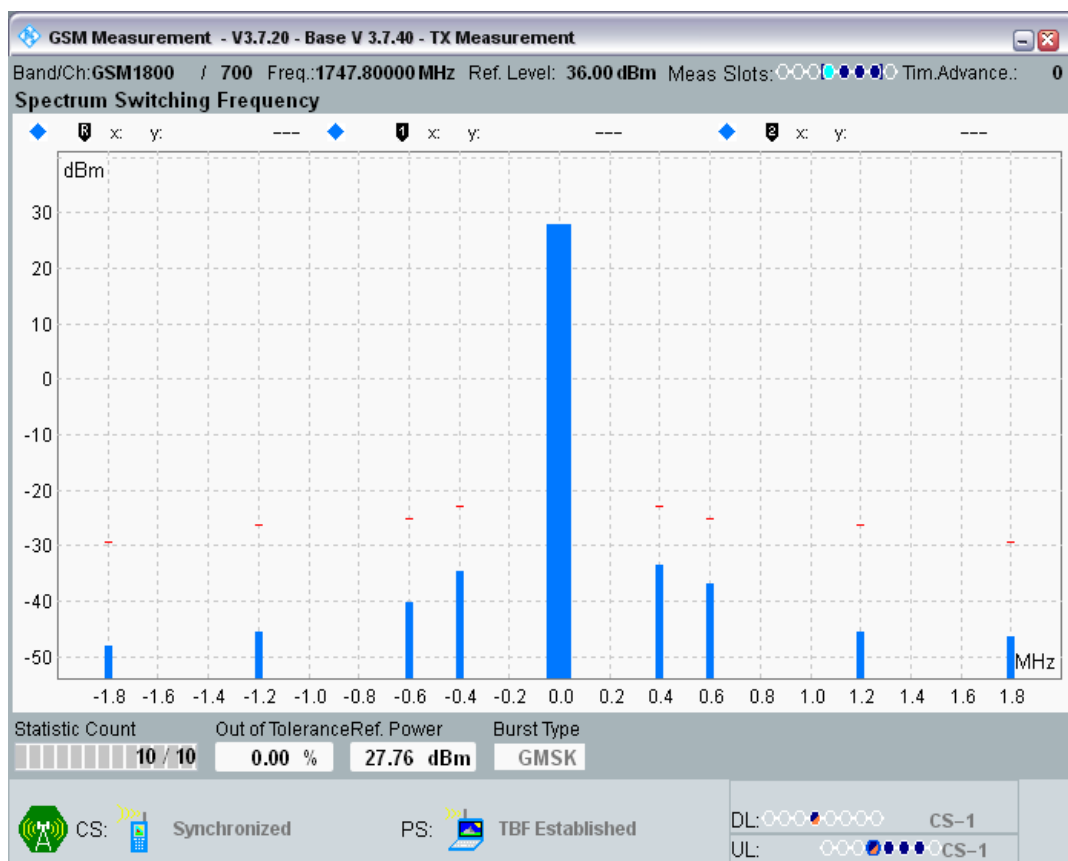 GSM Measurement - V3.7.20 - Base V 3.7.40 - TX Measurement
Band/Ch:GSM1800 / 700 Freq.:1747.80000 MHz Ref. Level: 36.00 dBm Meas Slots: Tim.Advance.: 0
Spectrum Switching Frequency
R x: y: --- 1 x: y: --- 2 x: y: ---
dBm
30
20
10
0
-10
-20
-30
-40
-50
MHz
-1.8 -1.6 -1.4 -1.2 -1.0 -0.8 -0.6 -0.4 -0.2 0.0 0.2 0.4 0.6 0.8 1.0 1.2 1.4 1.6 1.8
Statistic Count Out of Tolerance Ref. Power Burst Type
10 / 10 0.00 % 27.76 dBm GMSK
CS: Synchronized PS: TBF Established
DL: CS-1
UL: CS-1